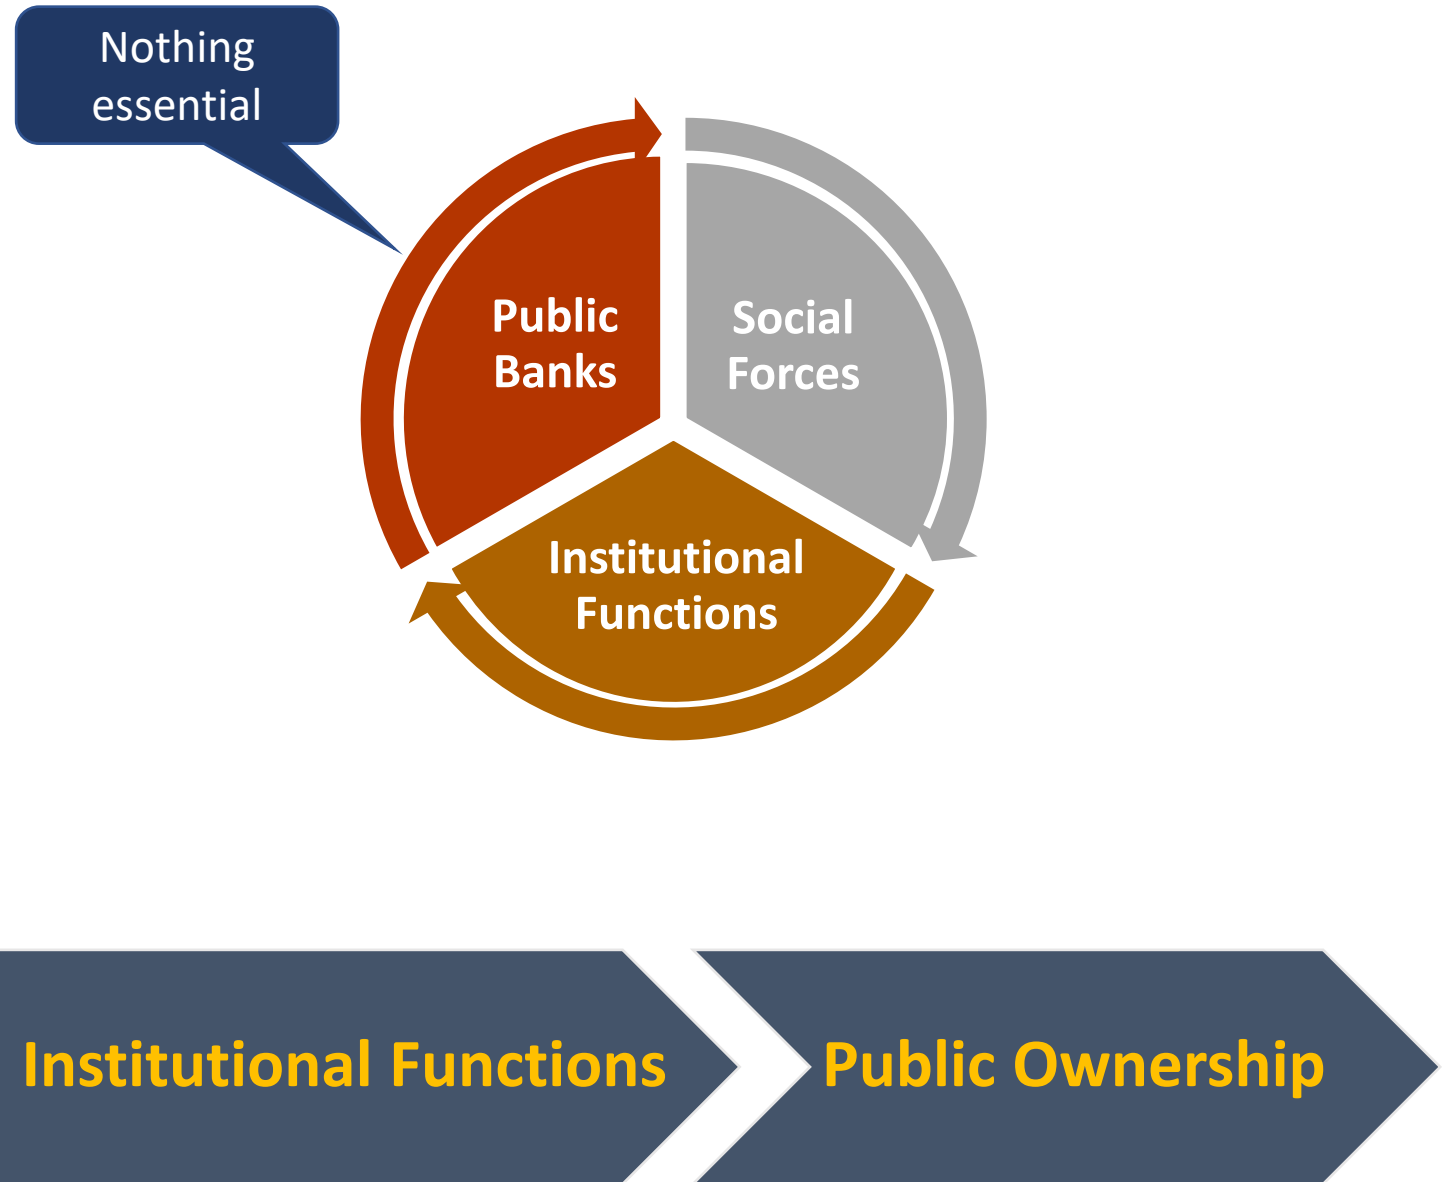 Nothing
essential
Public
Banks
Social
Forces
Institutional
Functions
Institutional Functions
Public Ownership